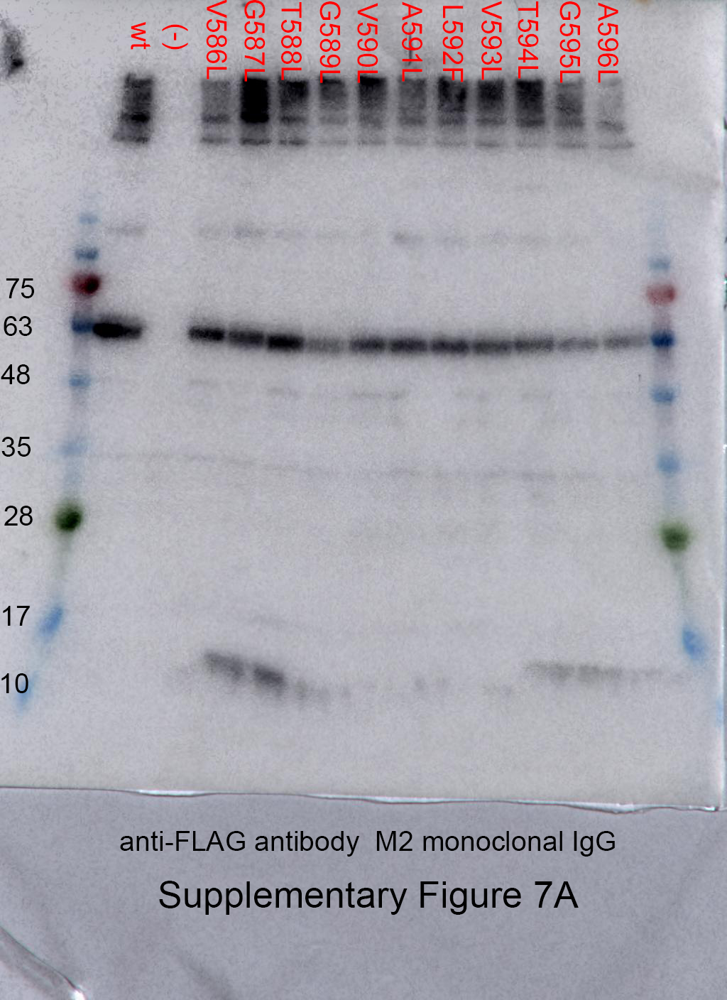 wt
(-)
V586L
G587L
T588L
G589L
V590L
A591L
L592F
V593L
T594L
G595L
A596L
75
63
48
35
28
17
10
anti-FLAG antibody M2 monoclonal IgG
Supplementary Figure 7A